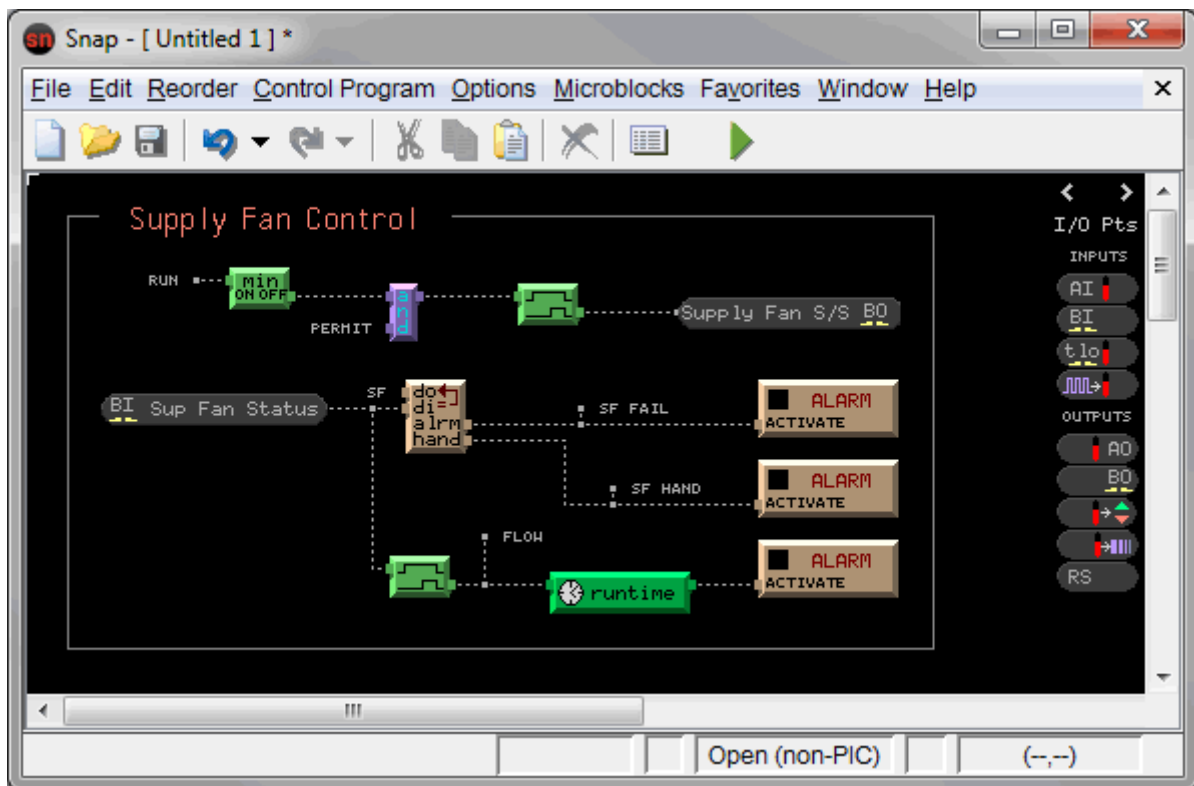 sn Snap - [ Untitled 1 ] *
File Edit Reorder Control Program Options Microblocks Favorites Window Help
Supply Fan Control
I/O Pts
INPUTS
RUN
min
ON OFF
and
AI
BI
PERMIT
Supply Fan S/S BO
tlo
BI Sup Fan Status
SF
do
di=
alrm
hand
SF FAIL
ALARM
ACTIVATE
OUTPUTS
AO
BO
SF HAND
ALARM
ACTIVATE
FLOW
runtime
ALARM
ACTIVATE
RS
Open (non-PIC)
(--,--)